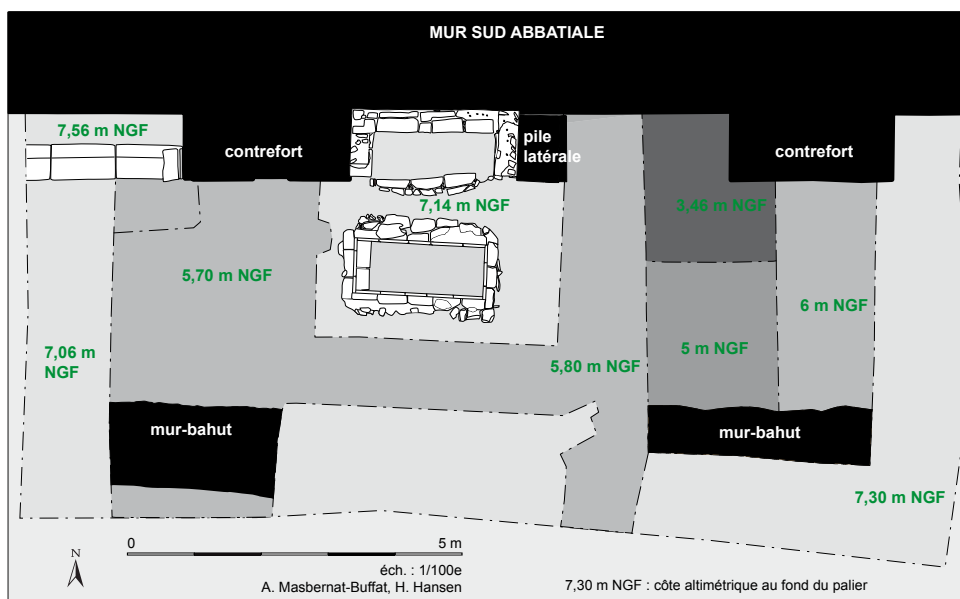 MUR SUD ABBATIALE
7,56 m NGF
contrefort
pile
latérale
contrefort
7,14 m NGF
3,46 m NGF
5,70 m NGF
6 m NGF
7,06 m
NGF
5,80 m NGF
5 m NGF
mur-bahut
mur-bahut
7,30 m NGF
N
0
5 m
éch. : 1/100e
A. Masbernat-Buffat, H. Hansen
7,30 m NGF : côte altimétrique au fond du palier